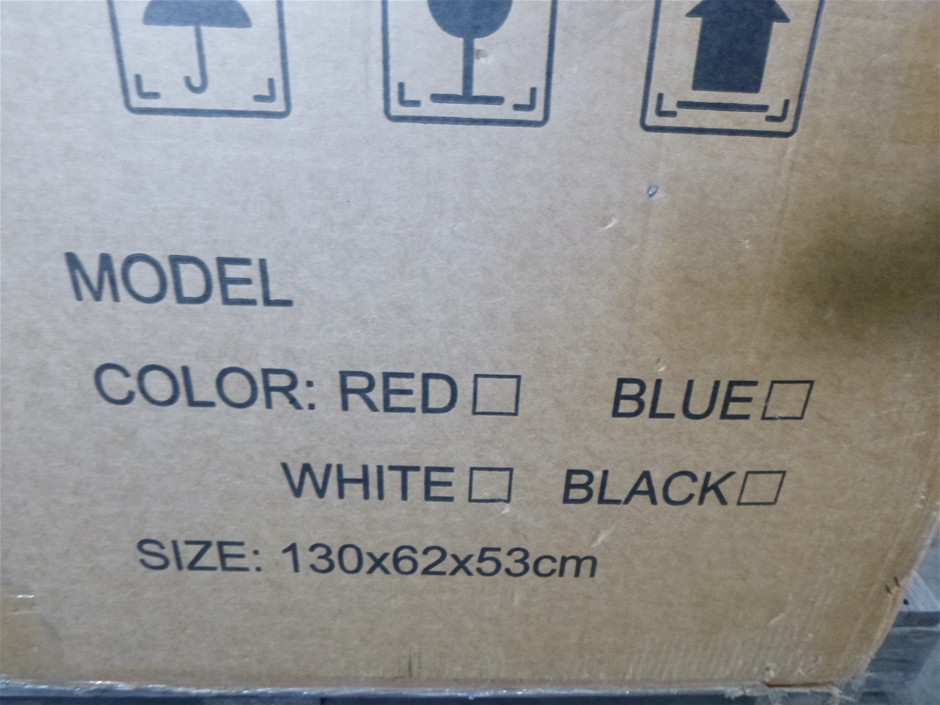 MODEL
COLOR: RED☐ BLUE☐
WHITE☐ BLACK☐
SIZE: 130x62x53cm